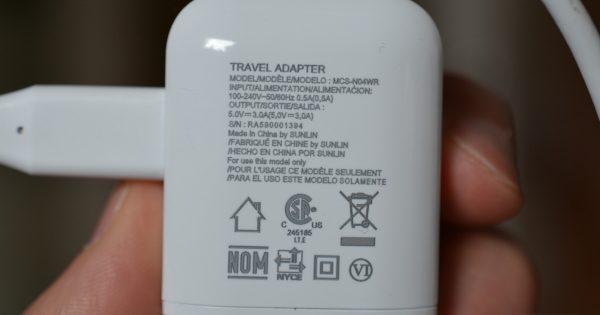 TRAVEL ADAPTER
MODEL/MODÈLE/MODELO : MCS-N04WR
INPUT/ALIMENTATION/ALIMENTACION:
100-240V~50/60Hz 0.5A(0,5A)
OUTPUT/SORTIE/SALIDA :
5.0V⎓3.0A(5,0V⎓3,0A)
S/N : RA590001394
Made in China by SUNLIN
/FABRIQUÉ EN CHINE BY SUNLIN
/HECHO EN CHINA POR SUNLIN
For use this model only
/POUR L'USAGE CE MODÈLE SEULEMENT
/PARA EL USO ESTE MODELO SOLAMENTE
C US
246185
I.T.E
NOM NYCE VI